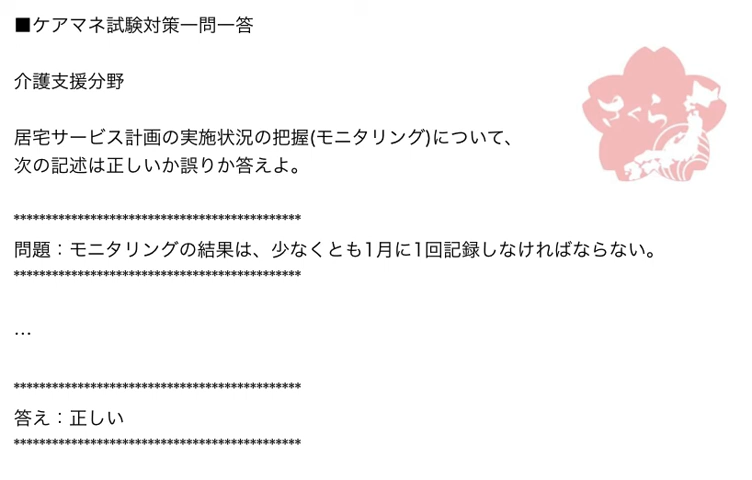 ■ケアマネ試験対策一問一答
介護支援分野
さくら
居宅サービス計画の実施状況の把握(モニタリング)について、
次の記述は正しいか誤りか答えよ。
*********************************************
問題：モニタリングの結果は、少なくとも1月に1回記録しなければならない。
*********************************************
…
*********************************************
答え：正しい
*********************************************